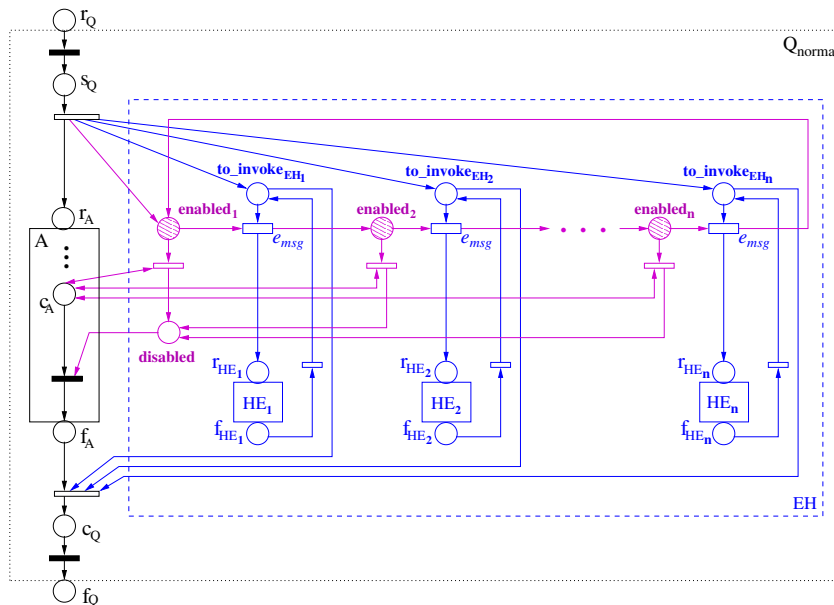 r_Q
Q_norma
s_Q
to_invoke_EH1 to_invoke_EH2 to_invoke_EHn
r_A enabled_1 enabled_2 enabled_n
A e_msg e_msg • • • e_msg
c_A
disabled
r_HE1 r_HE2 r_HEn
HE_1 HE_2 HE_n
f_HE1 f_HE2 f_HEn
f_A
EH
c_Q
f_Q